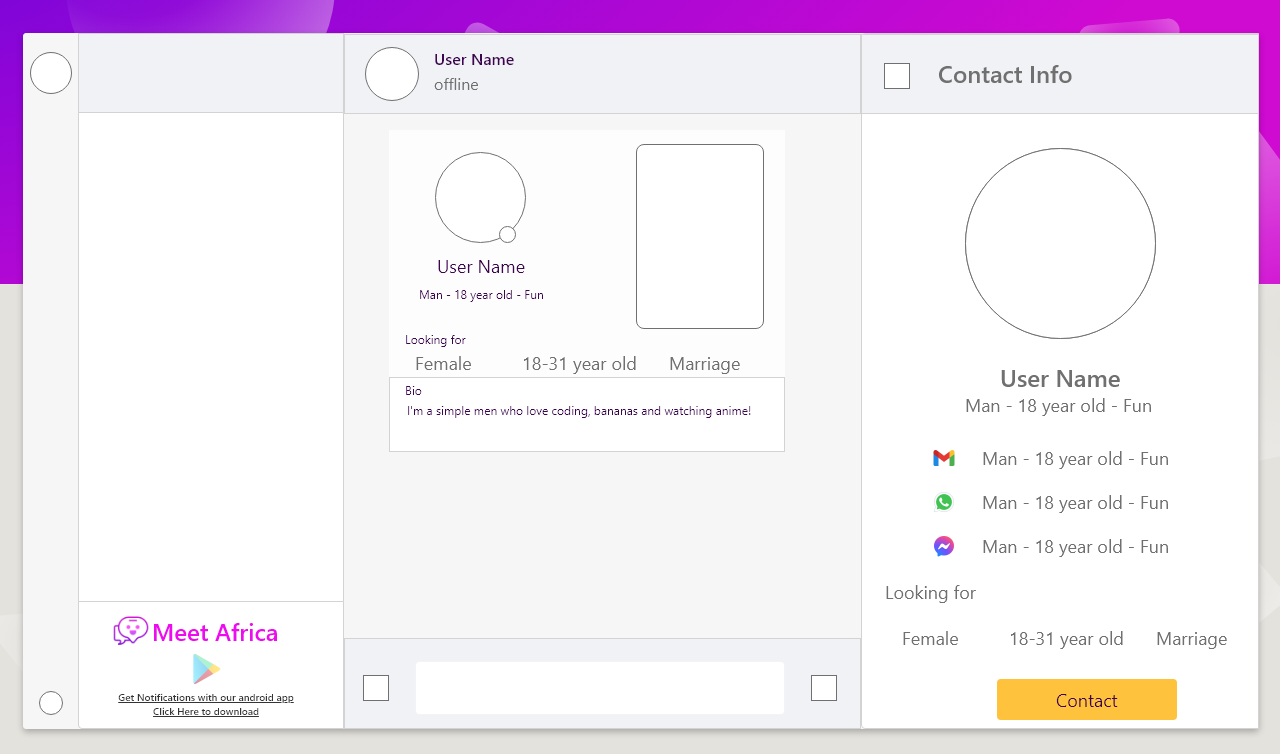 Meet Africa
Get Notifications with our android app
Click Here to download
User Name
offline
User Name
Man - 18 year old - Fun
Looking for
Female 18-31 year old Marriage
Bio
I'm a simple men who love coding, bananas and watching anime!
Contact Info
User Name
Man - 18 year old - Fun
Man - 18 year old - Fun
Man - 18 year old - Fun
Man - 18 year old - Fun
Looking for
Female 18-31 year old Marriage
Contact